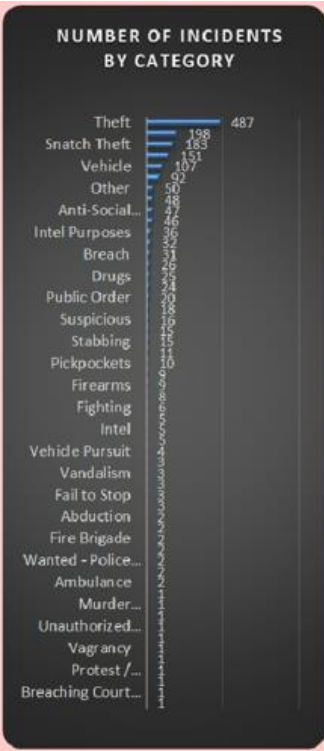 NUMBER OF INCIDENTS
BY CATEGORY
Theft 487
198
Snatch Theft 183
151
Vehicle 107
92
Other 50
48
Anti-Social... 47
46
Intel Purposes 36
32
Breach 31
26
Drugs 25
24
Public Order 20
18
Suspicious 16
15
Stabbing 15
11
Pickpockets 10
9
Firearms 9
8
Fighting 6
5
Intel 5
5
Vehicle Pursuit 4
3
Vandalism 3
3
Fail to Stop 3
3
Abduction 2
2
Fire Brigade 2
2
Wanted - Police... 2
2
Ambulance 2
1
Murder... 1
1
Unauthorized... 1
1
Vagrancy 1
1
Protest /... 1
1
Breaching Court... 1
1